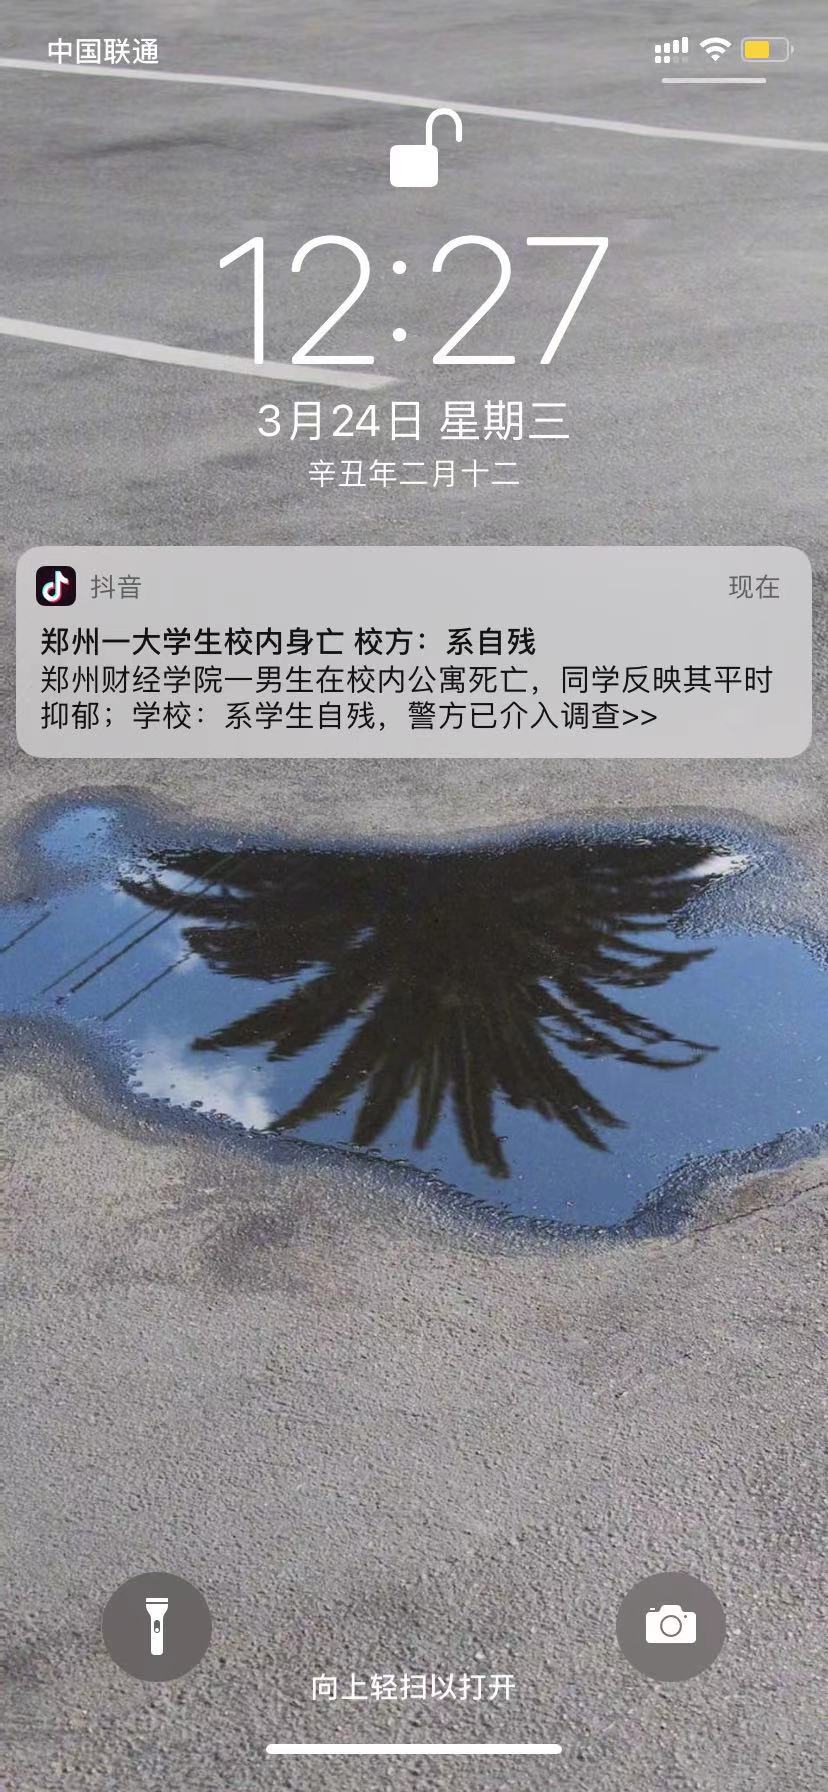 中国联通
12:27
3月24日 星期三
辛丑年二月十二
抖音
现在
郑州一大学生校内身亡 校方：系自残
郑州财经学院一男生在校内公寓死亡，同学反映其平时
抑郁；学校：系学生自残，警方已介入调查>>
向上轻扫以打开